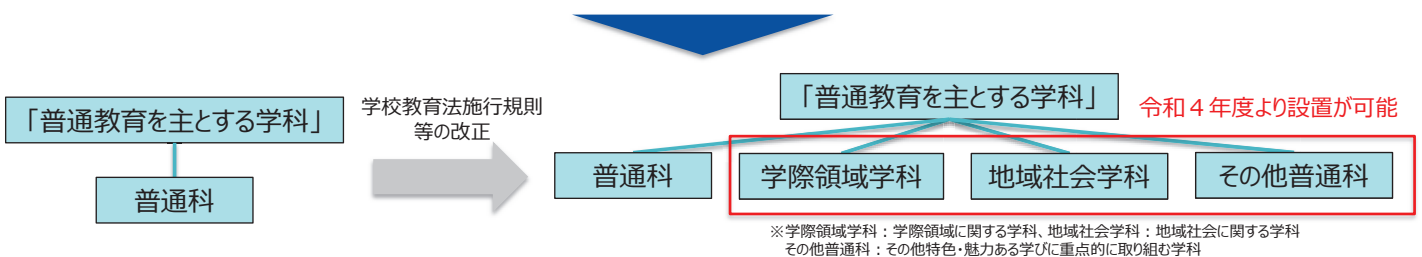 「普通教育を主とする学科」
普通科
学校教育法施行規則
等の改正
「普通教育を主とする学科」
令和４年度より設置が可能
普通科
学際領域学科
地域社会学科
その他普通科
※学際領域学科：学際領域に関する学科、地域社会学科：地域社会に関する学科
その他普通科：その他特色・魅力ある学びに重点的に取り組む学科